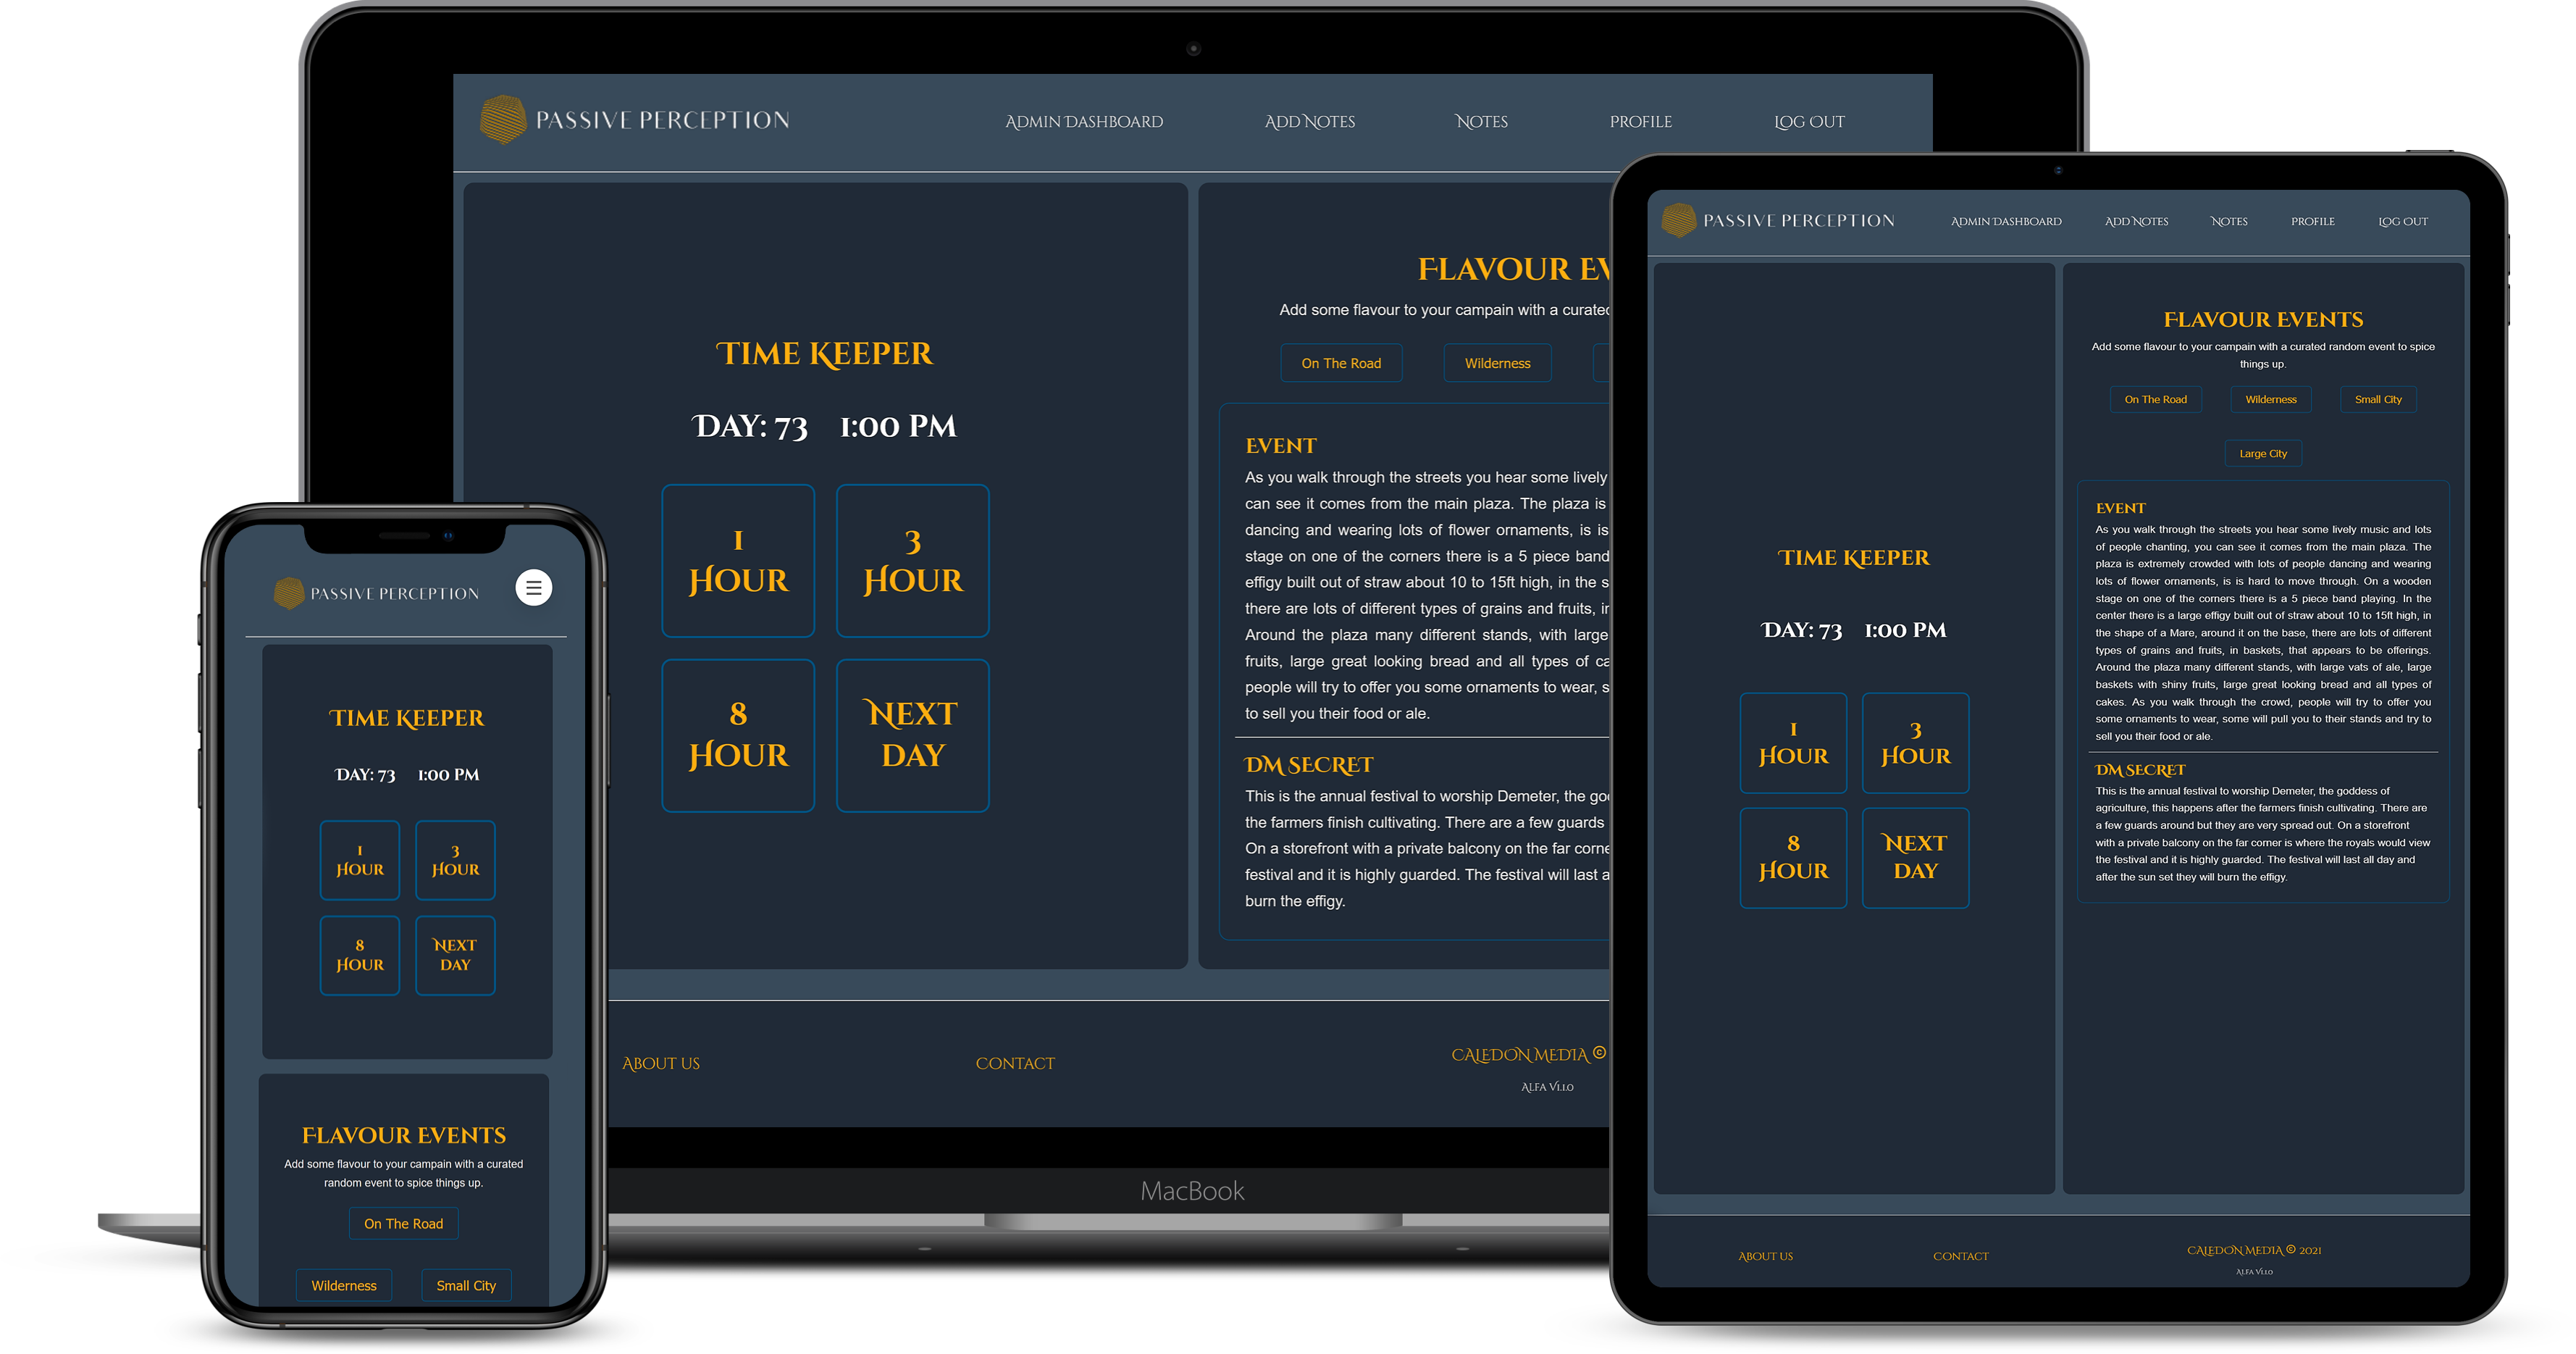 PASSIVE PERCEPTION
ADMIN DASHBOARD
ADD NOTES
NOTES
PROFILE
LOG OUT
TIME KEEPER
DAY: 73 1:00 PM
1
HOUR
3
HOUR
8
HOUR
NEXT
DAY
FLAVOUR EV
Add some flavour to your campain with a curated
On The Road
Wilderness
EVENT
As you walk through the streets you hear some lively
can see it comes from the main plaza. The plaza is
dancing and wearing lots of flower ornaments, is is
stage on one of the corners there is a 5 piece band
effigy built out of straw about 10 to 15ft high, in the s
there are lots of different types of grains and fruits, in
Around the plaza many different stands, with large
fruits, large great looking bread and all types of ca
people will try to offer you some ornaments to wear, s
to sell you their food or ale.
DM SECRET
This is the annual festival to worship Demeter, the go
the farmers finish cultivating. There are a few guards
On a storefront with a private balcony on the far corne
festival and it is highly guarded. The festival will last a
burn the effigy.
ABOUT US
CONTACT
CALEDON MEDIA ©
ALFA V1.1.0
MacBook
PASSIVE PERCEPTION
TIME KEEPER
DAY: 73 1:00 PM
1
HOUR
3
HOUR
8
HOUR
NEXT
DAY
FLAVOUR EVENTS
Add some flavour to your campain with a curated
random event to spice things up.
On The Road
Wilderness
Small City
PASSIVE PERCEPTION
ADMIN DASHBOARD
ADD NOTES
NOTES
PROFILE
LOG OUT
TIME KEEPER
DAY: 73 1:00 PM
1
HOUR
3
HOUR
8
HOUR
NEXT
DAY
FLAVOUR EVENTS
Add some flavour to your campain with a curated random event to spice
things up.
On The Road
Wilderness
Small City
Large City
EVENT
As you walk through the streets you hear some lively music and lots
of people chanting, you can see it comes from the main plaza. The
plaza is extremely crowded with lots of people dancing and wearing
lots of flower ornaments, is is hard to move through. On a wooden
stage on one of the corners there is a 5 piece band playing. In the
center there is a large effigy built out of straw about 10 to 15ft high, in
the shape of a Mare, around it on the base, there are lots of different
types of grains and fruits, in baskets, that appears to be offerings.
Around the plaza many different stands, with large vats of ale, large
baskets with shiny fruits, large great looking bread and all types of
cakes. As you walk through the crowd, people will try to offer you
some ornaments to wear, some will pull you to their stands and try to
sell you their food or ale.
DM SECRET
This is the annual festival to worship Demeter, the goddess of
agriculture, this happens after the farmers finish cultivating. There are
a few guards around but they are very spread out. On a storefront
with a private balcony on the far corner is where the royals would view
the festival and it is highly guarded. The festival will last all day and
after the sun set they will burn the effigy.
ABOUT US
CONTACT
CALEDON MEDIA © 2021
ALFA V1.1.0